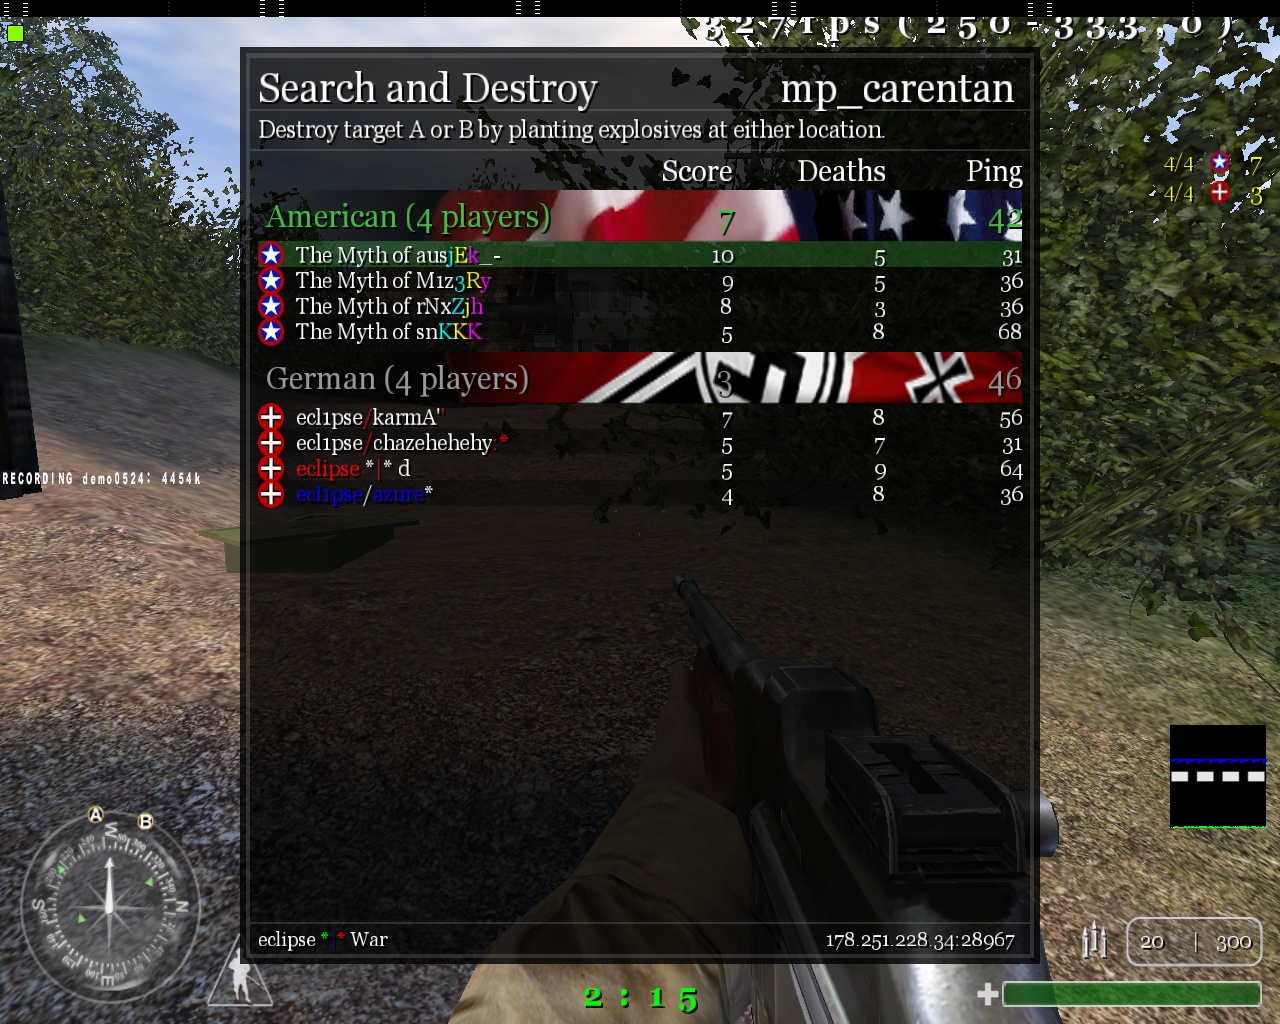 327fps(250-333,0)
Search and Destroy mp_carentan
Destroy target A or B by planting explosives at either location.
Score Deaths Ping
4/4 7
4/4 3
American (4 players) 7 42
The Myth of ausjEk_- 10 5 31
The Myth of M1z3Ry 9 5 36
The Myth of rNxZjh 8 3 36
The Myth of snKKK 5 8 68
German (4 players) 3 46
ecl1pse/karmA'' 7 8 56
ecl1pse/chazehehehy:* 5 7 31
RECORDING demo0524: 4454k
eclipse *|* d 5 9 64
ecl1pse/azure* 4 8 36
A B
W
S N
E
eclipse *|* War 178.251.228.34:28967
20 | 300
2:15